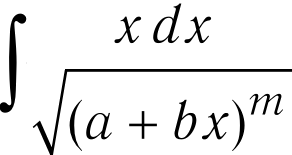 ∫ x dx / √(a + bx)^m